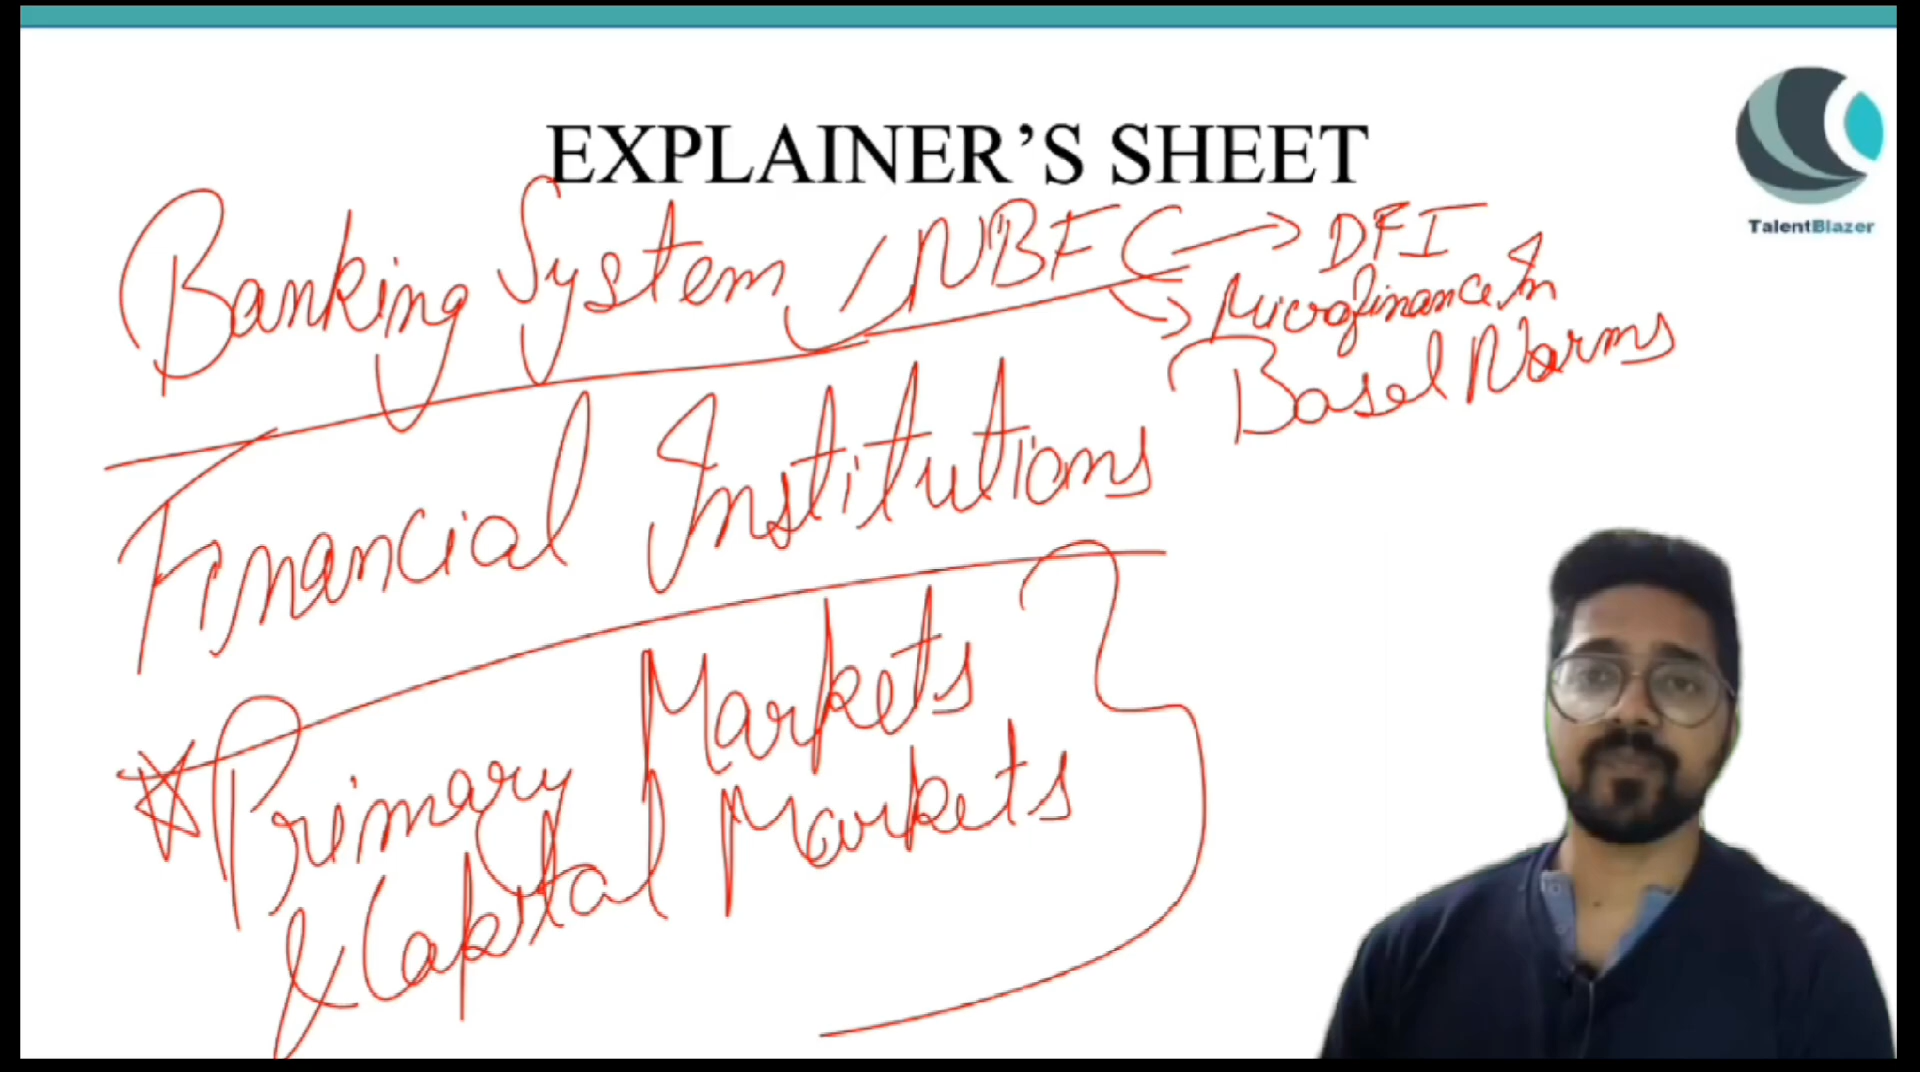 EXPLAINER'S SHEET
TalentBlazer
Banking System / NBFC → DFI
→ Microfinance In
Basel Norms
Financial Institutions
Primary Markets
& Capital Markets